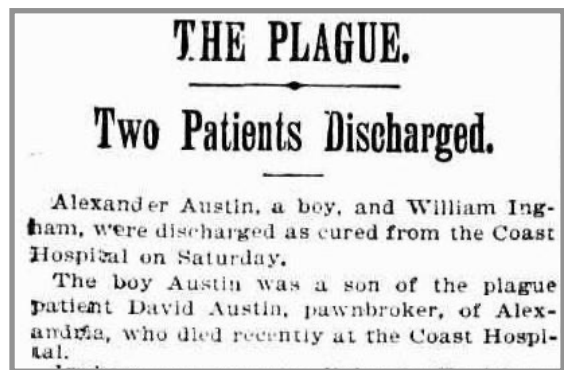 THE PLAGUE.
Two Patients Discharged.
Alexander Austin, a boy, and William Ing-
ham, were discharged as cured from the Coast
Hospital on Saturday.
The boy Austin was a son of the plague
patient David Austin, pawnbroker, of Alex-
andria, who died recently at the Coast Hospi-
tal.